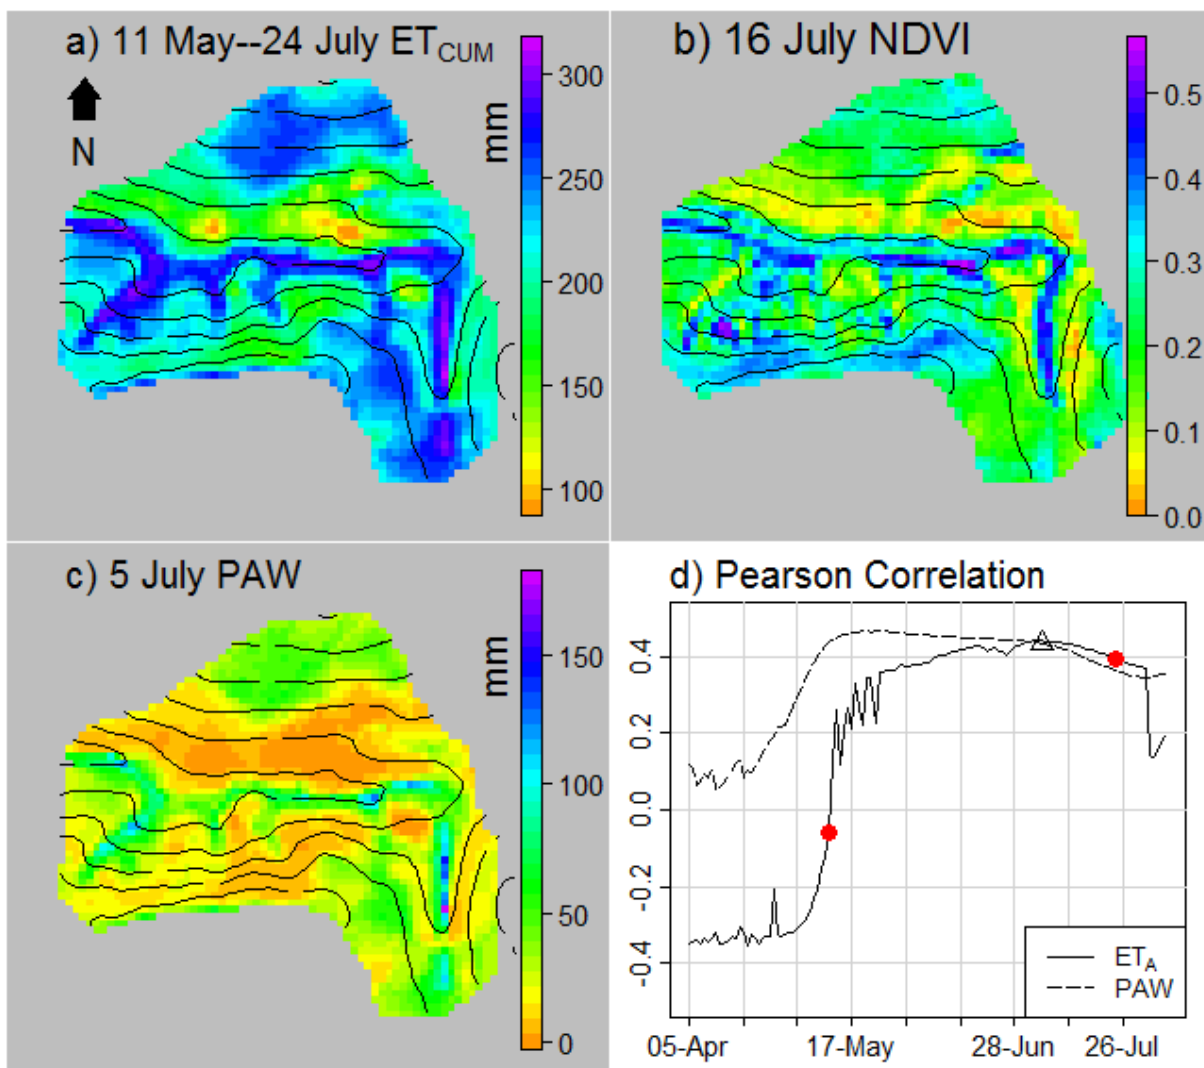 a) 11 May--24 July ET_CUM
N
mm
300
250
200
150
100
b) 16 July NDVI
0.5
0.4
0.3
0.2
0.1
0.0
c) 5 July PAW
mm
150
100
50
0
d) Pearson Correlation
0.4
0.2
0.0
-0.2
-0.4
ET_A
PAW
05-Apr 17-May 28-Jun 26-Jul